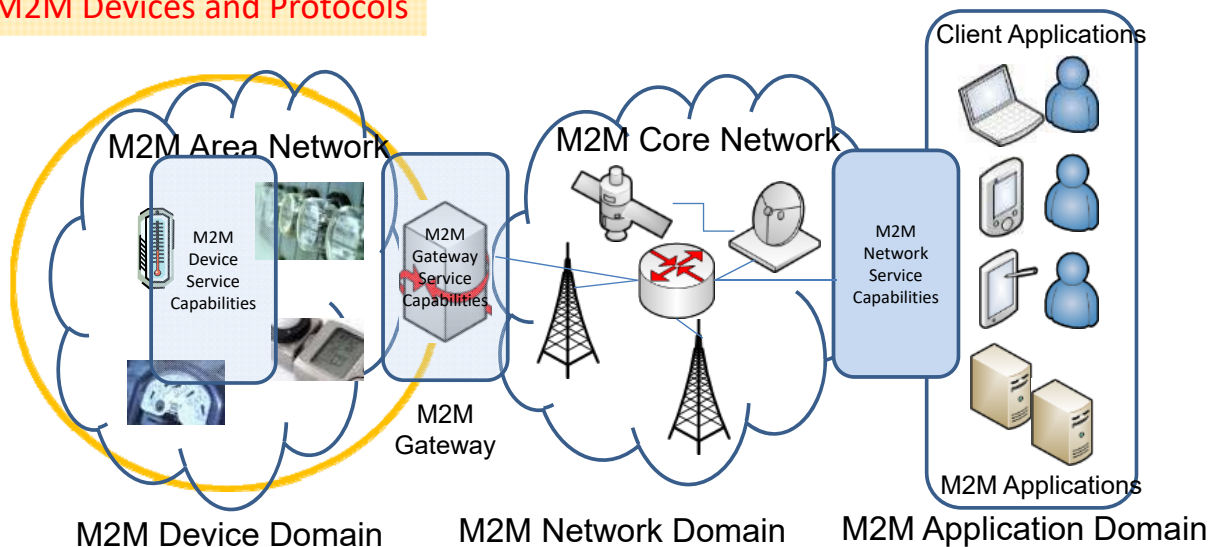 M2M Devices and Protocols
Client Applications
M2M Area Network
M2M Core Network
M2M
Device
Service
Capabilities
M2M
Gateway
Service
Capabilities
M2M
Network
Service
Capabilities
M2M
Gateway
M2M Applications
M2M Device Domain
M2M Network Domain
M2M Application Domain